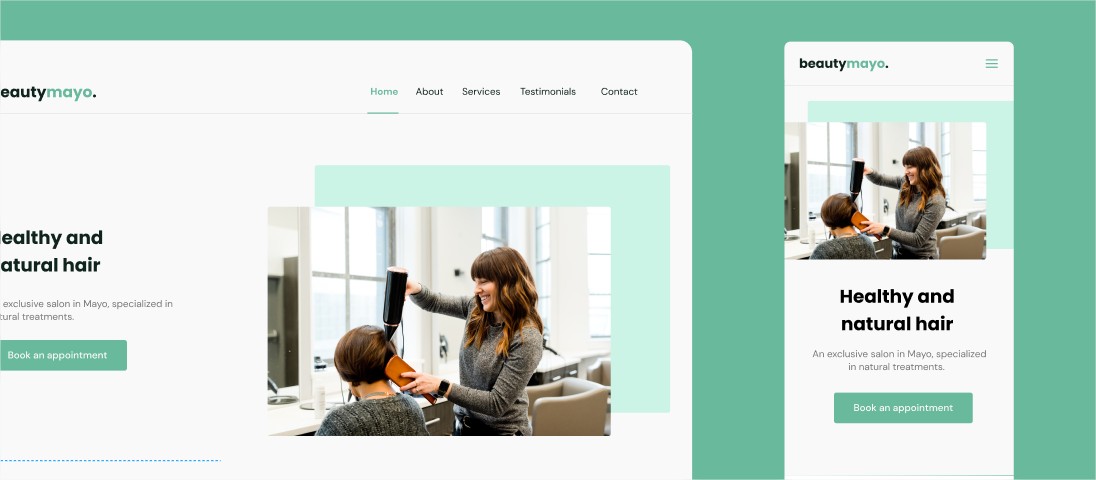 eautymayo.
Home About Services Testimonials Contact
ealthy and
atural hair
exclusive salon in Mayo, specialized in
tural treatments.
Book an appointment
beautymayo.
Healthy and
natural hair
An exclusive salon in Mayo, specialized
in natural treatments.
Book an appointment